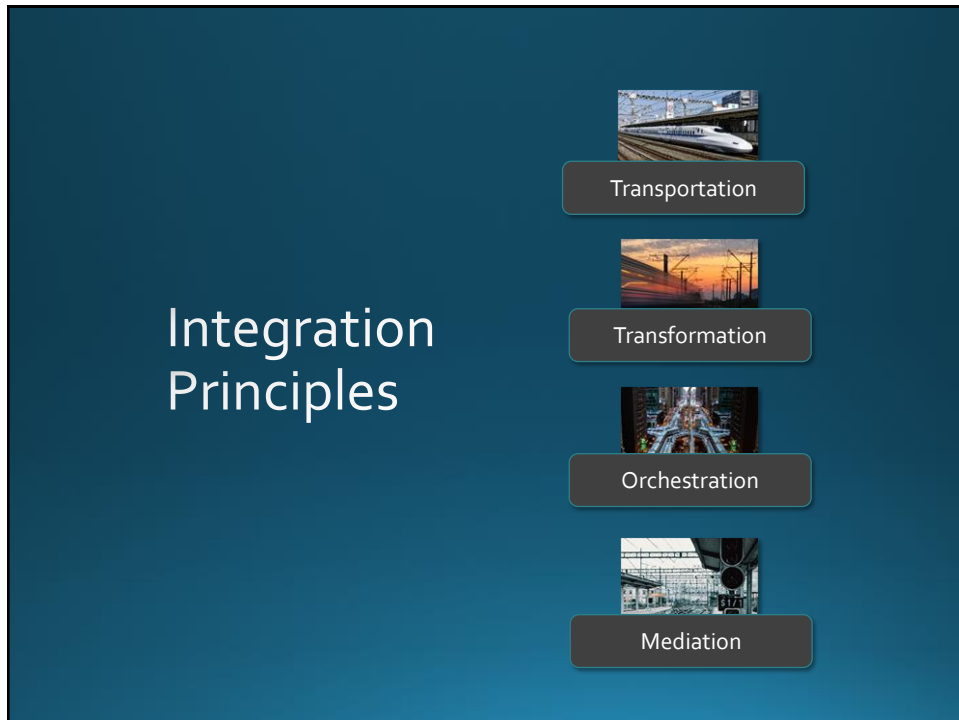 Integration
Principles
Transportation
Transformation
Orchestration
Mediation